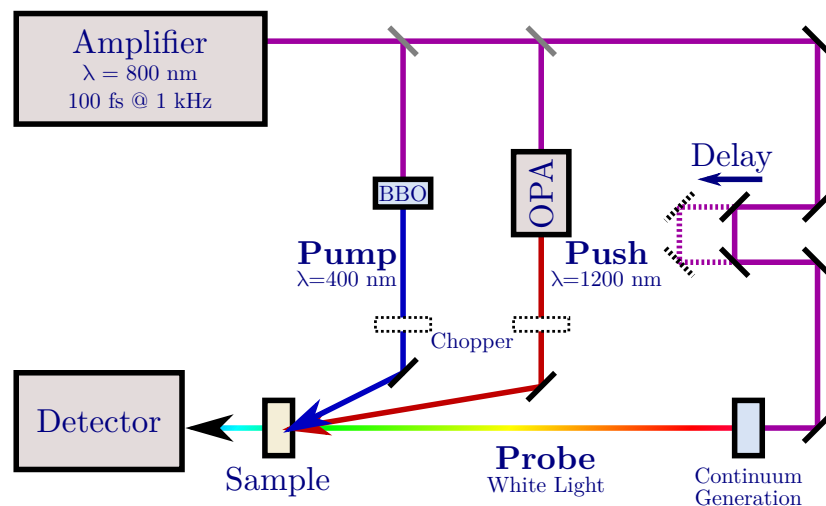 Amplifier
λ = 800 nm
100 fs @ 1 kHz
BBO
OPA
Delay
Pump
λ=400 nm
Push
λ=1200 nm
Chopper
Detector
Sample
Probe
White Light
Continuum
Generation